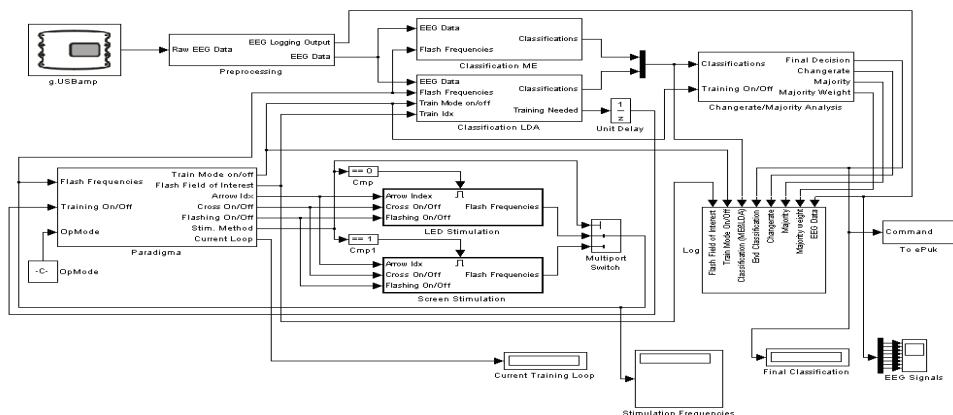 g.USBamp
Raw EEG Data
EEG Logging Output
EEG Data
Preprocessing
EEG Data
Flash Frequencies
Classifications
Classification ME
EEG Data
Flash Frequencies
Train Mode on/off
Train Idx
Classifications
Training Needed
Classification LDA
1
z
Unit Delay
Classifications
Training On/Off
Final Decision
Changerate
Majority
Majority Weight
Changerate/Majority Analysis
Flash Frequencies
Training On/Off
OpMode
Train Mode on/off
Flash Field of Interest
Arrow Idx
Cross On/Off
Flashing On/Off
Stim. Method
Current Loop
Paradigma
-C-
OpMode
== 0
Cmp
Arrow Index
Cross On/Off
Flashing On/Off
Flash Frequencies
LED Stimulation
== 1
Cmp1
Arrow Idx
Cross On/Off
Flashing On/Off
Flash Frequencies
Screen Stimulation
Multiport
Switch
Log
Flash Field of Interest
Train Mode On/Off
Classification (ME&LDA)
End Classification
Changerate
Majority
Majority weight
EEG Data
Command
To ePuk
Current Training Loop
Stimulation Frequencies
Final Classification
EEG Signals